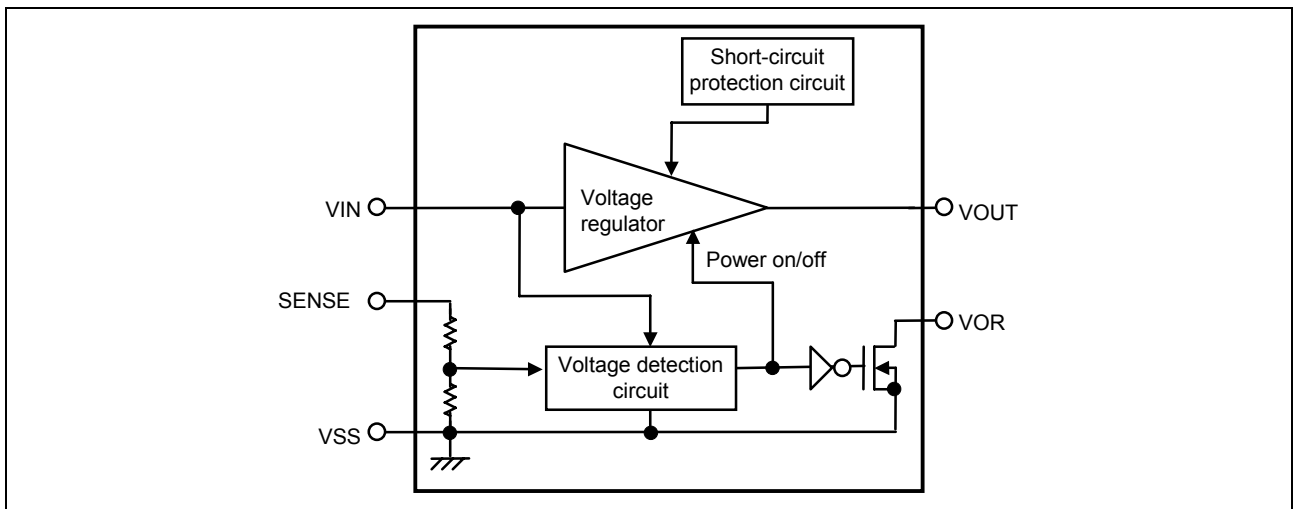 Short-circuit
protection circuit
VIN
Voltage
regulator
VOUT
Power on/off
SENSE
VOR
Voltage detection
circuit
VSS